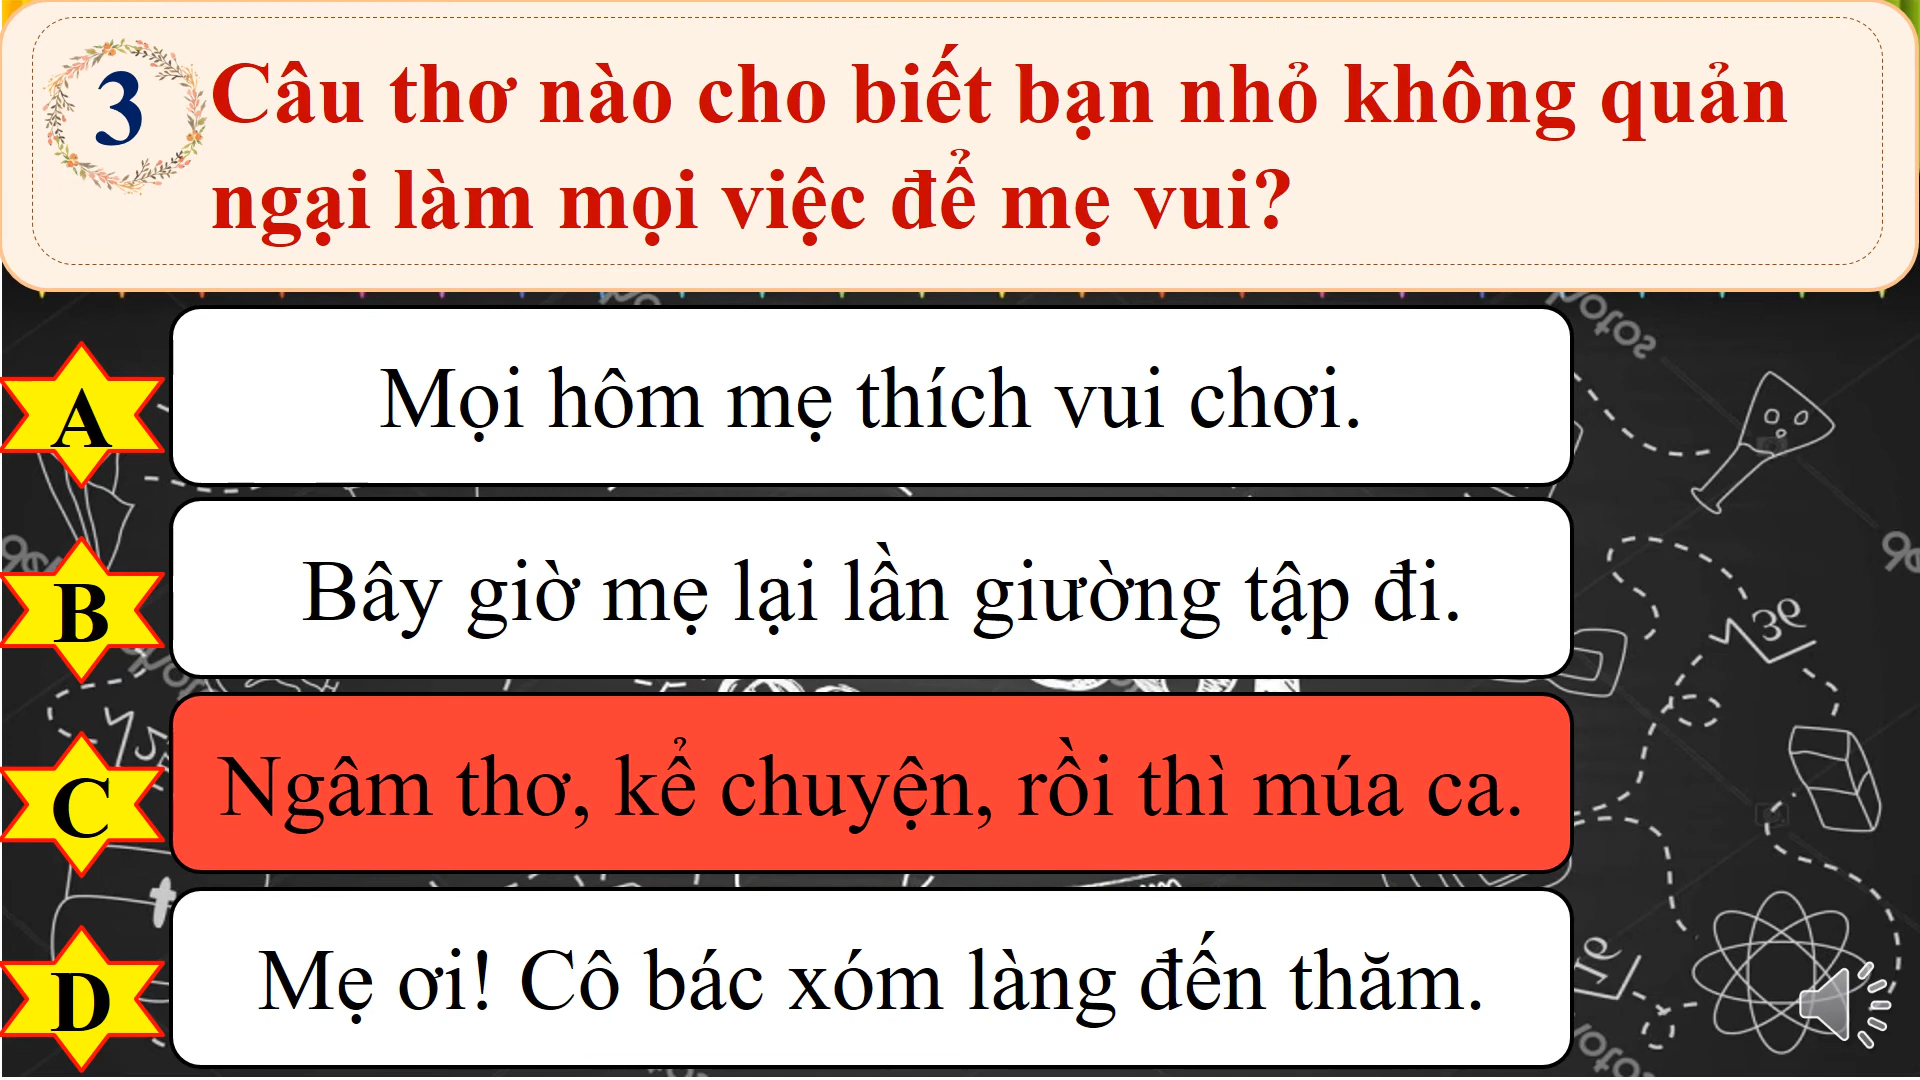 3
Câu thơ nào cho biết bạn nhỏ không quản
ngại làm mọi việc để mẹ vui?
A
Mọi hôm mẹ thích vui chơi.
B
Bây giờ mẹ lại lần giường tập đi.
C
Ngâm thơ, kể chuyện, rồi thì múa ca.
D
Mẹ ơi! Cô bác xóm làng đến thăm.